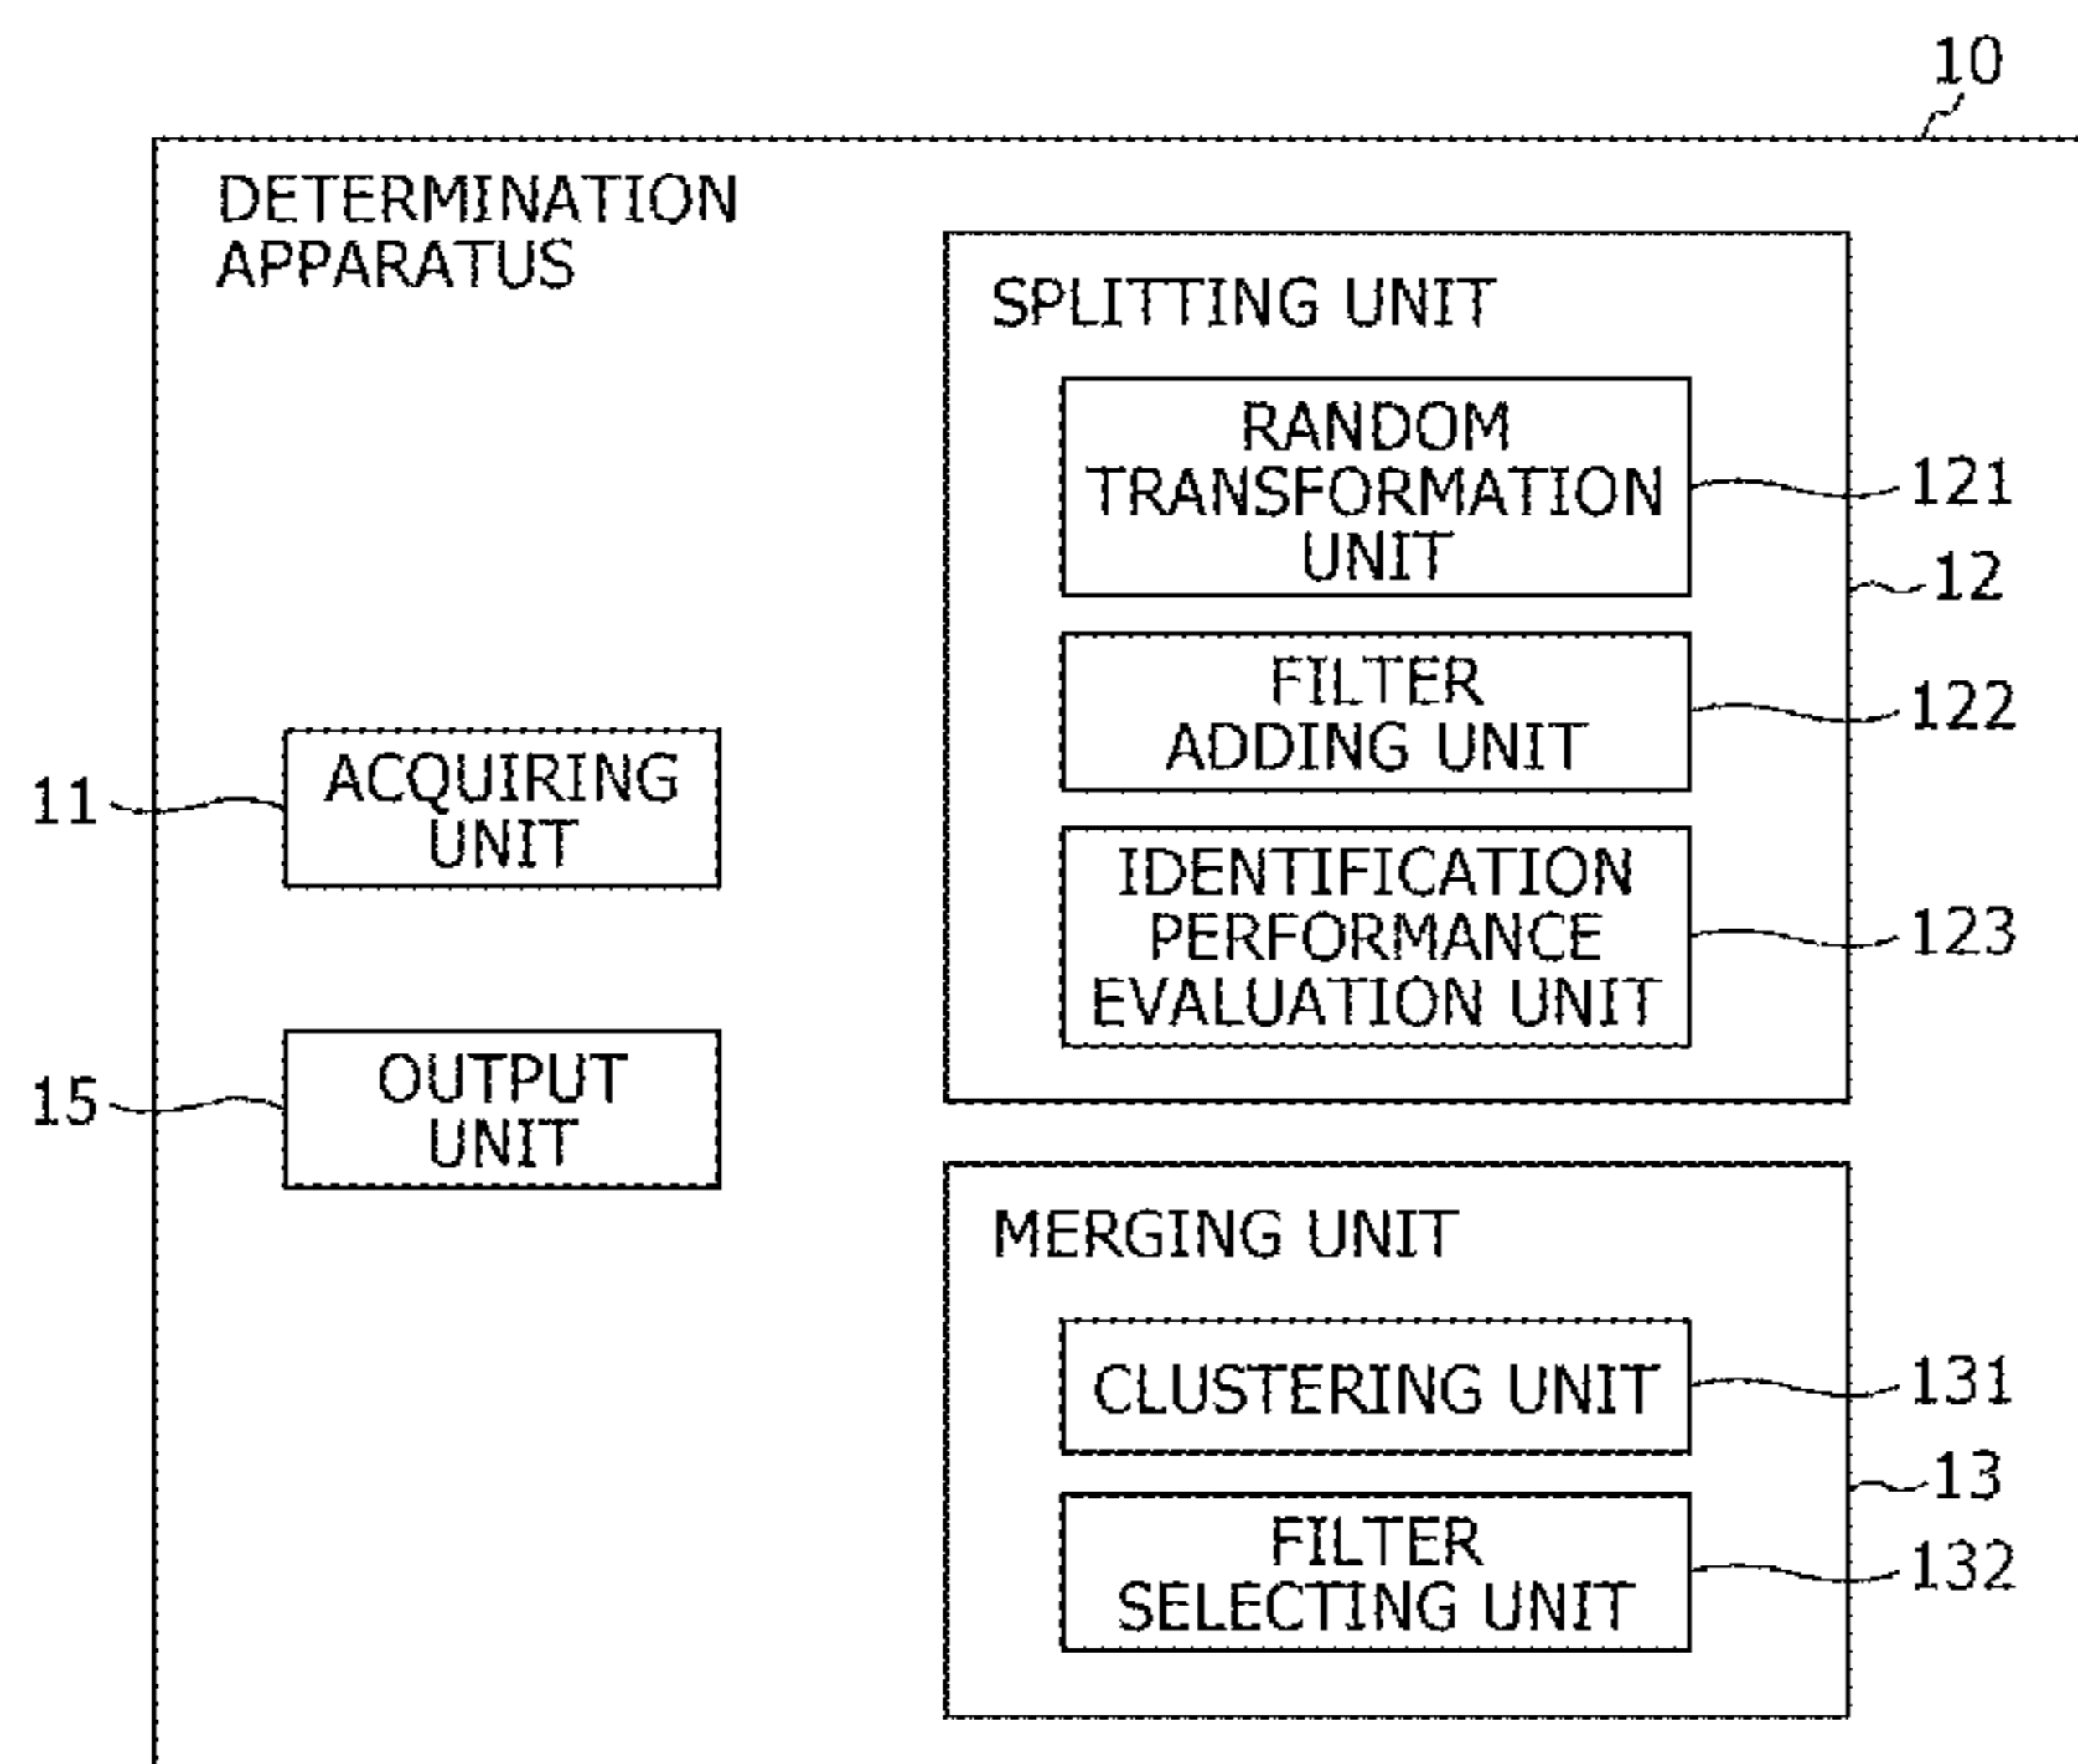 10
DETERMINATION
APPARATUS
SPLITTING UNIT
RANDOM
TRANSFORMATION
UNIT
121
12
FILTER
ADDING UNIT
122
11
ACQUIRING
UNIT
IDENTIFICATION
PERFORMANCE
EVALUATION UNIT
123
15
OUTPUT
UNIT
MERGING UNIT
CLUSTERING UNIT
131
13
FILTER
SELECTING UNIT
132